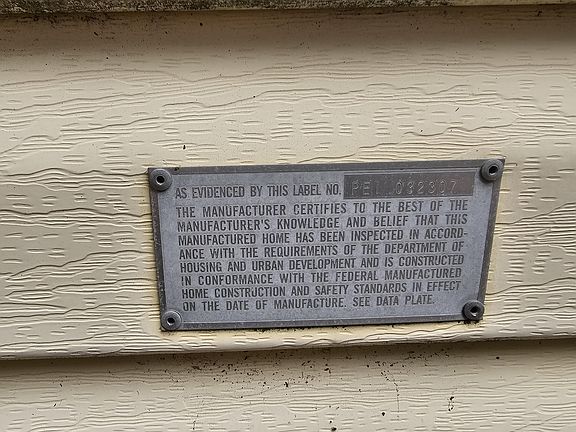 AS EVIDENCED BY THIS LABEL NO. 032307
THE MANUFACTURER CERTIFIES TO THE BEST OF THE
MANUFACTURER'S KNOWLEDGE AND BELIEF THAT THIS
MANUFACTURED HOME HAS BEEN INSPECTED IN ACCORD-
ANCE WITH THE REQUIREMENTS OF THE DEPARTMENT OF
HOUSING AND URBAN DEVELOPMENT AND IS CONSTRUCTED
IN CONFORMANCE WITH THE FEDERAL MANUFACTURED
HOME CONSTRUCTION AND SAFETY STANDARDS IN EFFECT
ON THE DATE OF MANUFACTURE. SEE DATA PLATE.